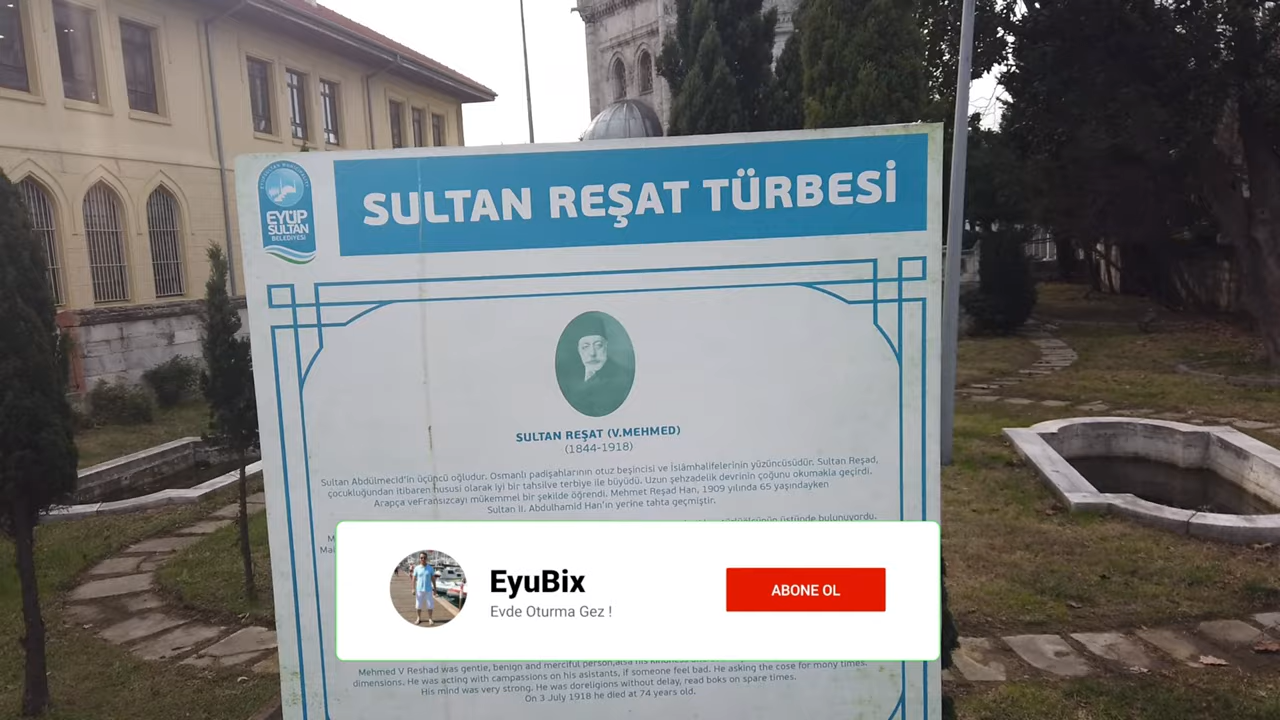 EYÜP
SULTAN
BELEDİYESİ
SULTAN REŞAT TÜRBESİ
SULTAN REŞAT (V.MEHMED)
(1844-1918)
Sultan Abdülmecid'in üçüncü oğludur. Osmanlı padişahlarının otuz beşincisi ve İslâmhalifelerinin yüzüncüsüdür. Sultan Reşad,
çocukluğundan itibaren hususi olarak iyi bir tahsilve terbiye ile büyüdü. Uzun şehzadelik devrinin çoğunu okumakla geçirdi.
Arapça veFransızcayı mükemmel bir şekilde öğrendi. Mehmet Reşad Han, 1909 yılında 65 yaşındayken
Sultan II. Abdulhamid Han'ın yerine tahta geçmiştir.
üstünde bulunuyordu.
EyuBix
Evde Oturma Gez !
ABONE OL
Mehmed V Reshad was gentle, benign and merciful person,alsa his kindness
dimensions. He was acting with campassions on his asistants, if someone feel bad. He asking the cose for mony times.
His mind was very strong. He was doreligions without delay, read boks on spare times.
On 3 July 1918 he died at 74 years old.